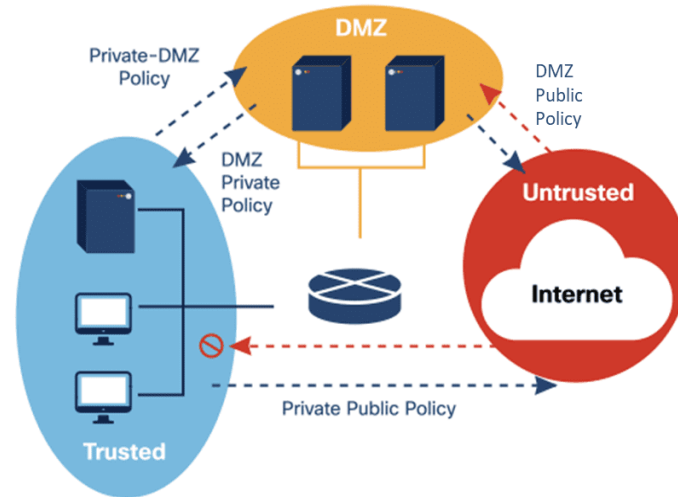 DMZ
Private-DMZ
Policy
DMZ
Public
Policy
DMZ
Private
Policy
Untrusted
Internet
Private Public Policy
Trusted